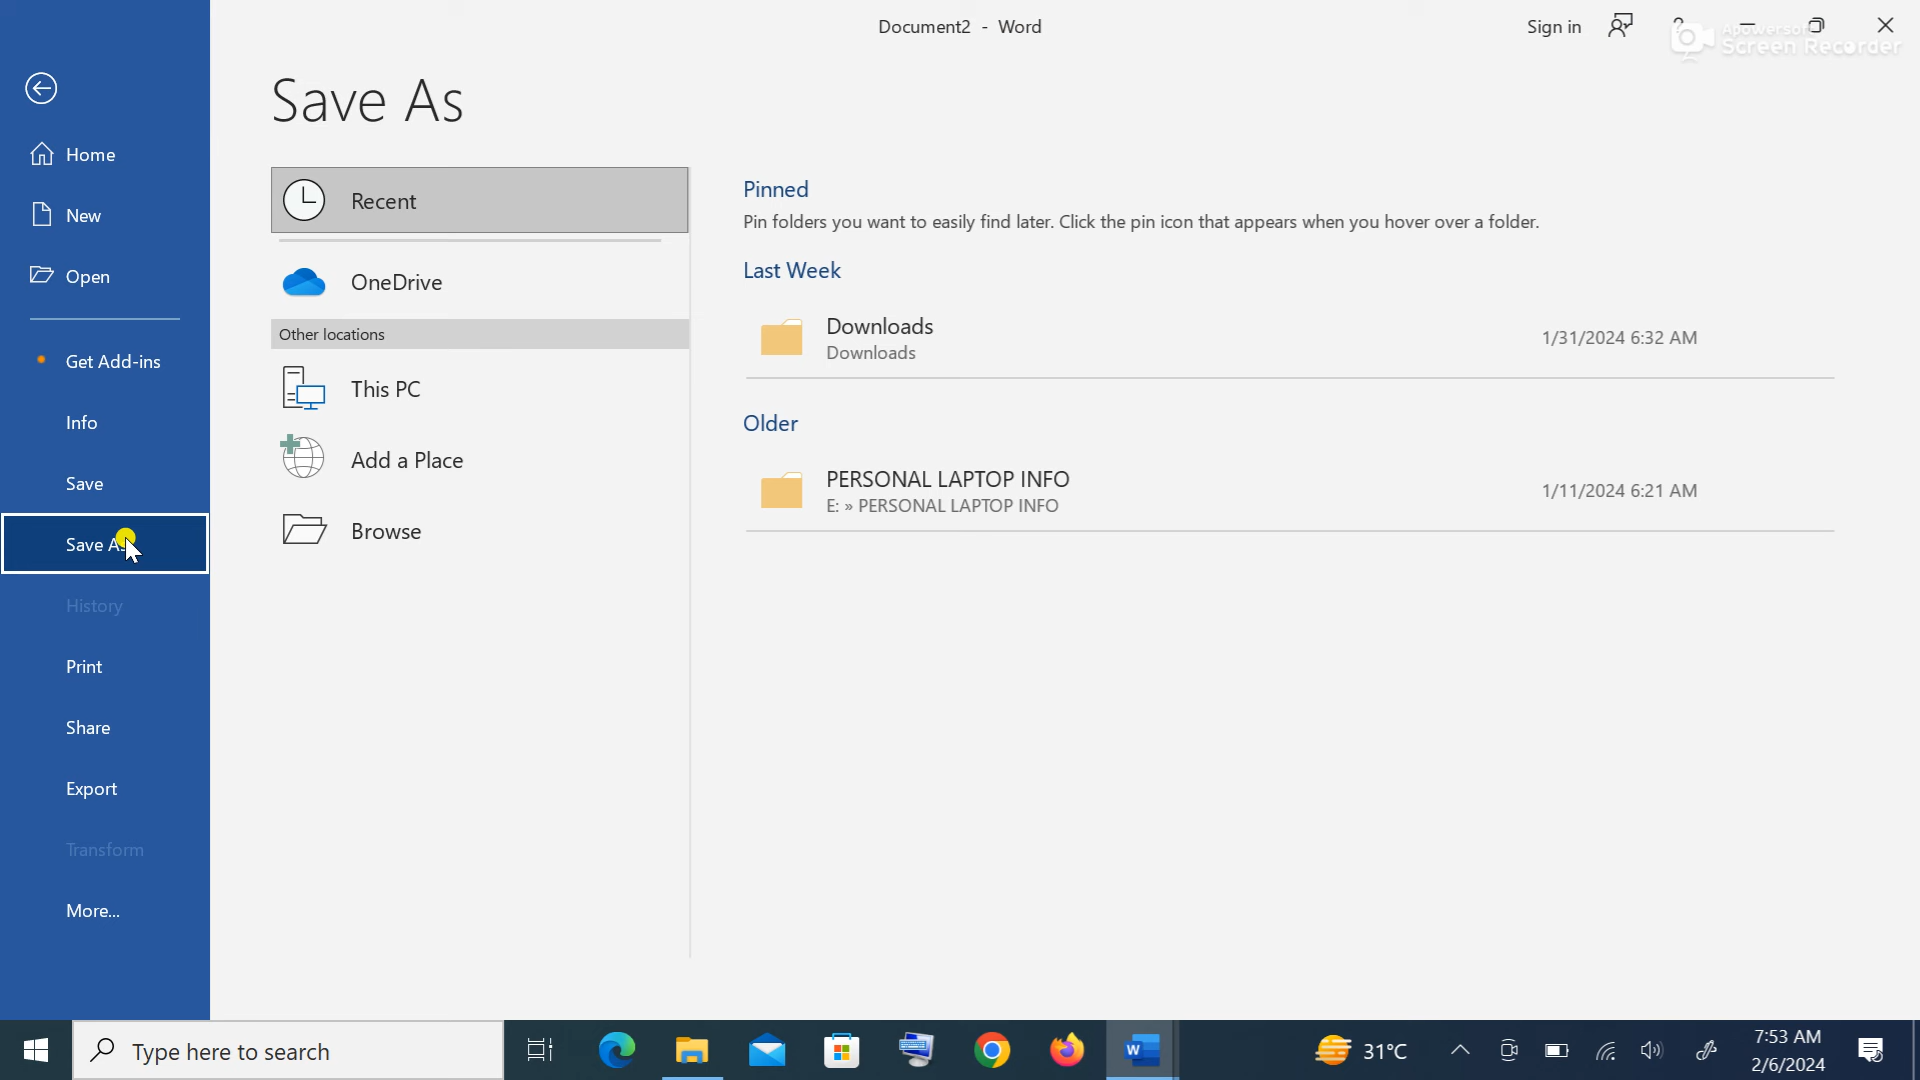 Document2 - Word
Sign in
?
Apowersoft
Screen Recorder
Save As
Home
New
Open
Get Add-ins
Info
Save
Save As
History
Print
Share
Export
Transform
More...
Recent
OneDrive
Other locations
This PC
Add a Place
Browse
Pinned
Pin folders you want to easily find later. Click the pin icon that appears when you hover over a folder.
Last Week
Downloads
Downloads
1/31/2024 6:32 AM
Older
PERSONAL LAPTOP INFO
E: » PERSONAL LAPTOP INFO
1/11/2024 6:21 AM
Type here to search
W
31°C
7:53 AM
2/6/2024